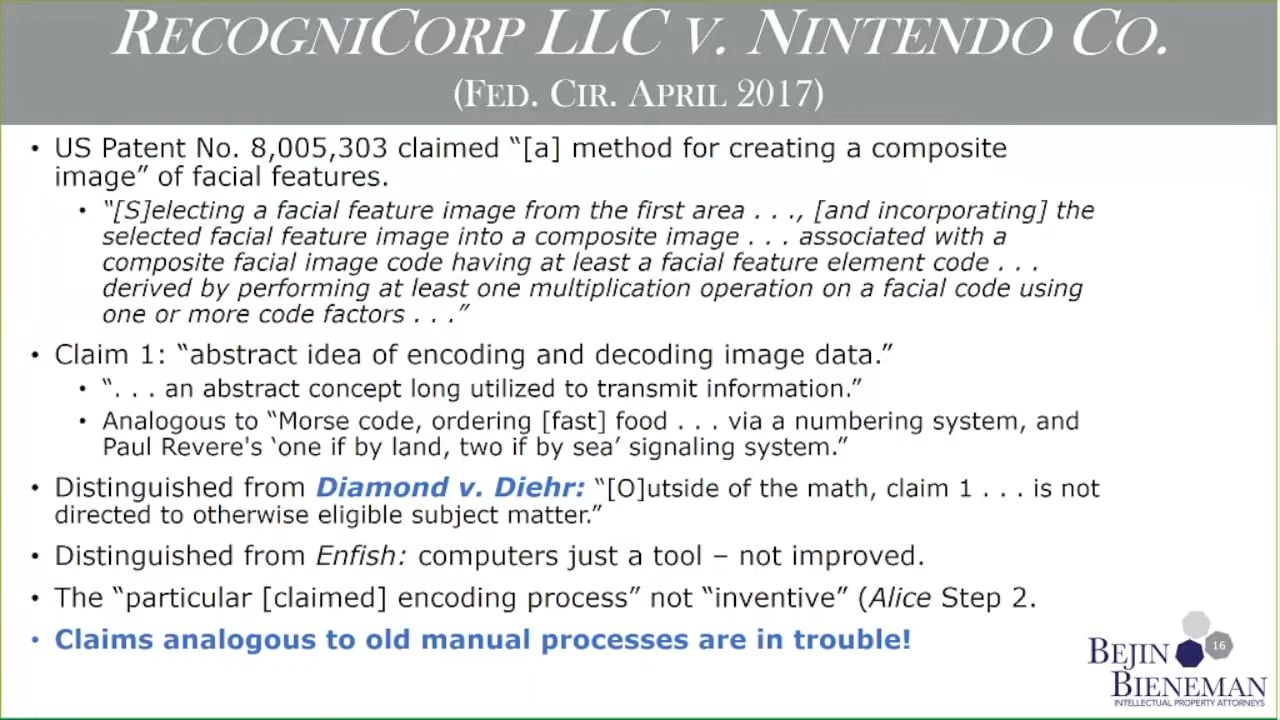 RECOGNICORP LLC V. NINTENDO CO.
(FED. CIR. APRIL 2017)
• US Patent No. 8,005,303 claimed “[a] method for creating a composite
image” of facial features.
• “[S]electing a facial feature image from the first area . . ., [and incorporating] the
selected facial feature image into a composite image . . . associated with a
composite facial image code having at least a facial feature element code . . .
derived by performing at least one multiplication operation on a facial code using
one or more code factors . . .”
• Claim 1: “abstract idea of encoding and decoding image data.”
• “. . . an abstract concept long utilized to transmit information.”
• Analogous to “Morse code, ordering [fast] food . . . via a numbering system, and
Paul Revere's ‘one if by land, two if by sea’ signaling system.”
• Distinguished from Diamond v. Diehr: “[O]utside of the math, claim 1 . . . is not
directed to otherwise eligible subject matter.”
• Distinguished from Enfish: computers just a tool – not improved.
• The “particular [claimed] encoding process” not “inventive” (Alice Step 2.
• Claims analogous to old manual processes are in trouble!
16
BEJIN
BIENEMAN
INTELLECTUAL PROPERTY ATTORNEYS